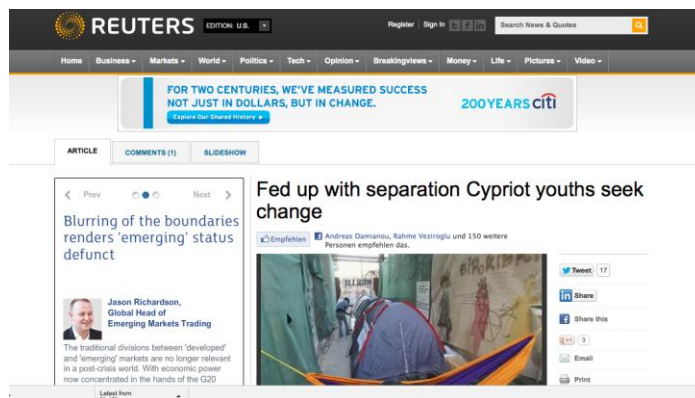 REUTERS EDITION: U.S. Register Sign In Search News & Quotes
Home Business Markets World Politics Tech Opinion Breakingviews Money Life Pictures Video
FOR TWO CENTURIES, WE'VE MEASURED SUCCESS
NOT JUST IN DOLLARS, BUT IN CHANGE.
Explore Our Shared History
200YEARS citi
ARTICLE COMMENTS (1) SLIDESHOW
Prev Next
Blurring of the boundaries
renders 'emerging' status
defunct
Jason Richardson,
Global Head of
Emerging Markets Trading
The traditional divisions between 'developed'
and 'emerging' markets are no longer relevant
in a post-crisis world. With economic power
now concentrated in the hands of the G20
Fed up with separation Cypriot youths seek
change
Empfehlen Andreas Damianou, Rahme Veziroglu und 150 weitere
Personen empfehlen das.
Tweet 17
Share
Share this
+1 3
Email
Print
Latest from